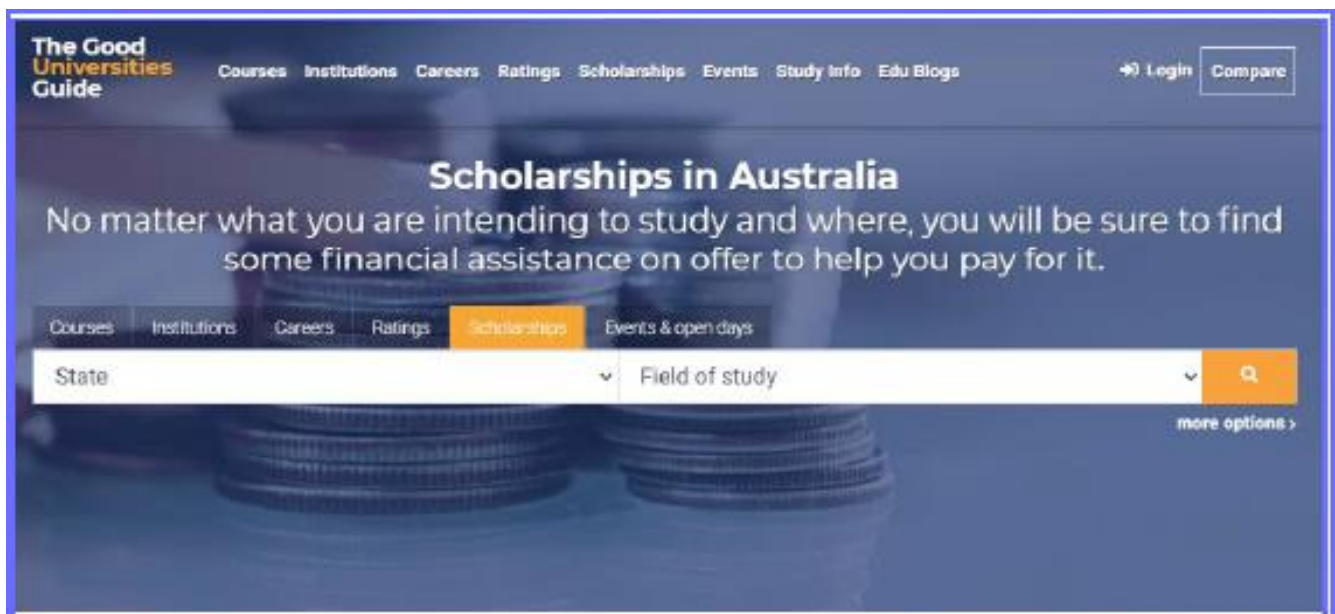 The Good
Universities
Guide
Courses Institutions Careers Ratings Scholarships Events Study Info Edu Blogs
Login Compare
Scholarships in Australia
No matter what you are intending to study and where, you will be sure to find
some financial assistance on offer to help you pay for it.
Courses Institutions Careers Ratings Scholarships Events & open days
State Field of study
more options ›